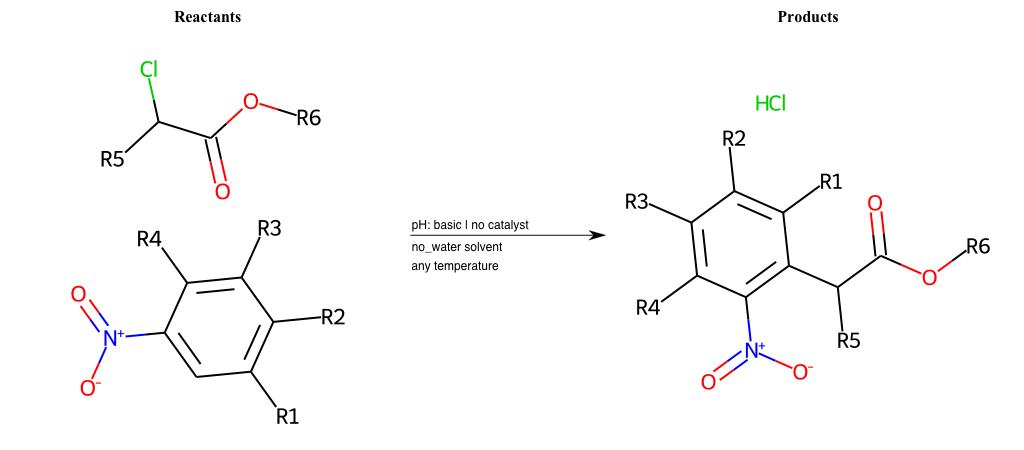 Reactants
Products
Cl
O
R6
R5
O
R4
R3
O
N+
R2
O-
R1
pH: basic | no catalyst
no_water solvent
any temperature
HCl
R2
R3
R1
O
R6
O
R4
R5
N+
O
O-